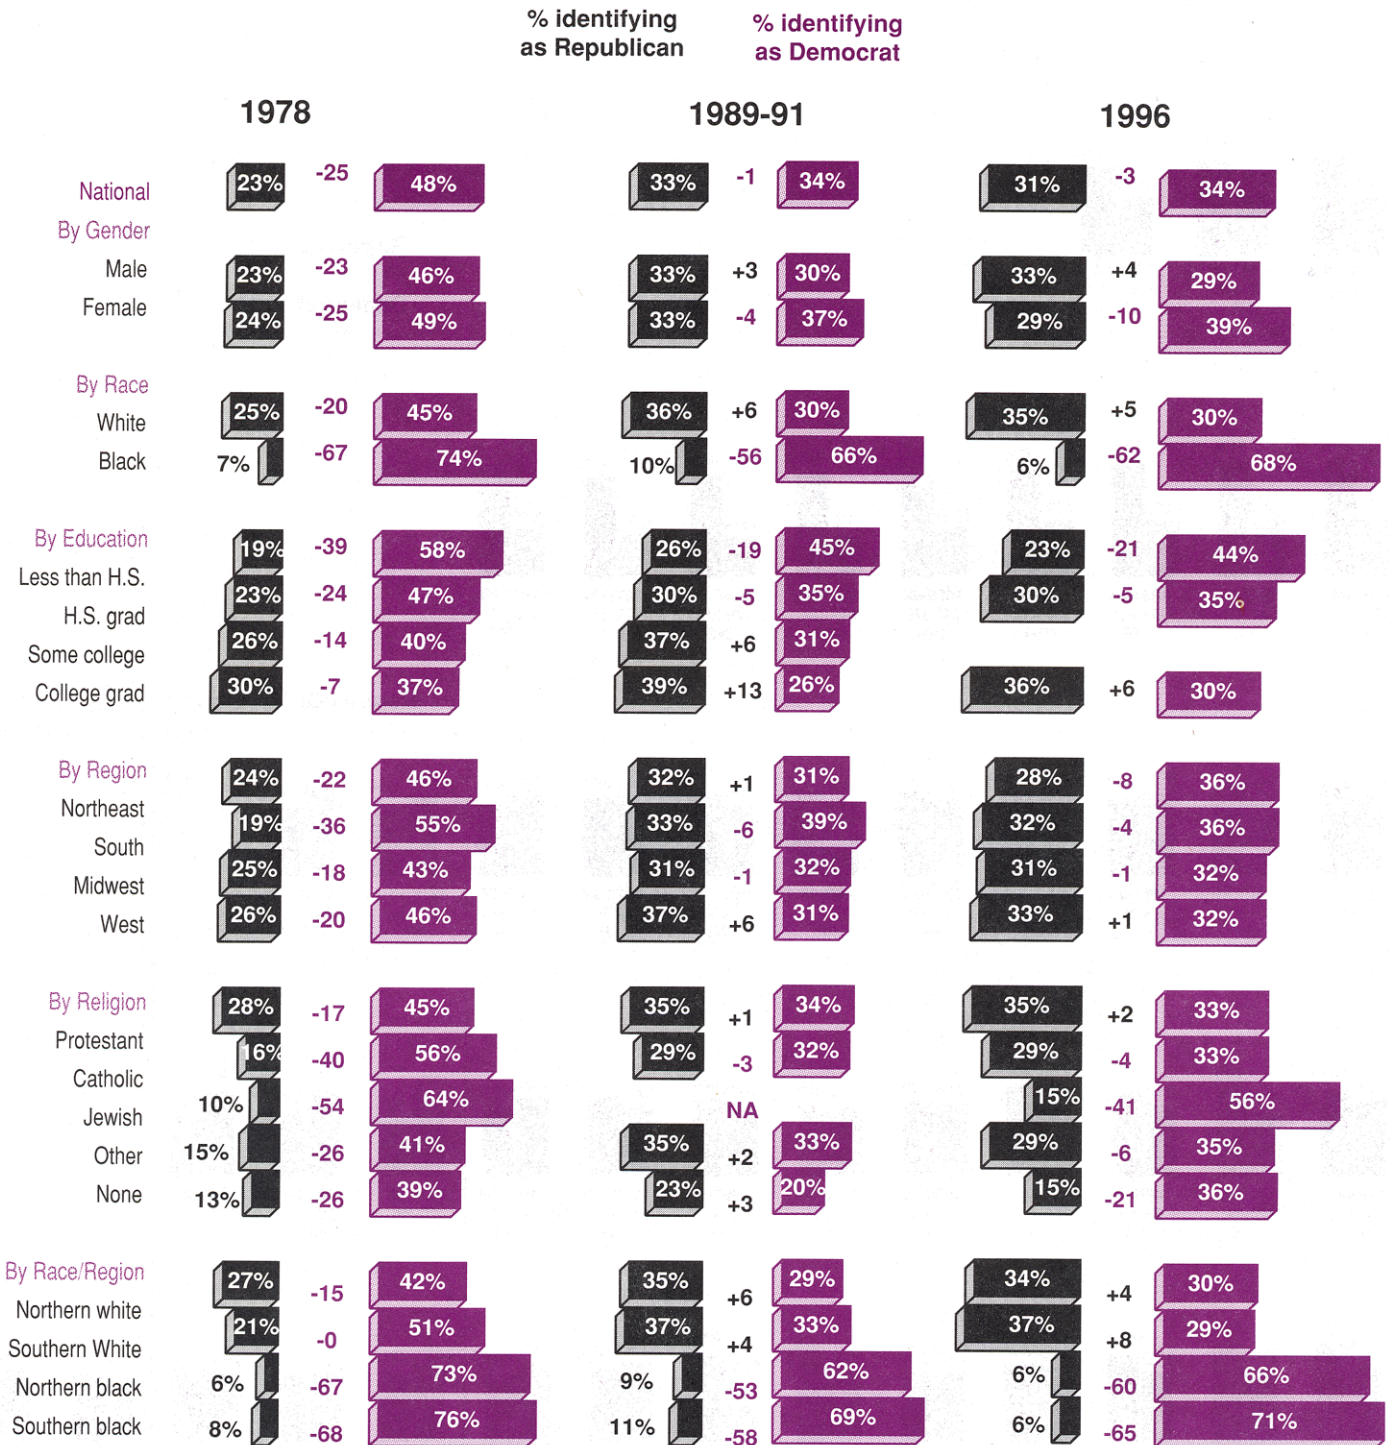 % identifying
as Republican
% identifying
as Democrat
1978
1989-91
1996
National
23% -25 48% 33% -1 34% 31% -3 34%
By Gender
Male
23% -23 46% 33% +3 30% 33% +4 29%
Female
24% -25 49% 33% -4 37% 29% -10 39%
By Race
White
25% -20 45% 36% +6 30% 35% +5 30%
Black
7% -67 74% 10% -56 66% 6% -62 68%
By Education
19% -39 58% 26% -19 45% 23% -21 44%
Less than H.S.
23% -24 47% 30% -5 35% 30% -5 35%
H.S. grad
26% -14 40% 37% +6 31%
Some college
College grad
30% -7 37% 39% +13 26% 36% +6 30%
By Region
24% -22 46% 32% +1 31% 28% -8 36%
Northeast
19% -36 55% 33% -6 39% 32% -4 36%
South
25% -18 43% 31% -1 32% 31% -1 32%
Midwest
West
26% -20 46% 37% +6 31% 33% +1 32%
By Religion
28% -17 45% 35% +1 34% 35% +2 33%
Protestant
16% -40 56% 29% -3 32% 29% -4 33%
Catholic
10% -54 64% NA 15% -41 56%
Jewish
Other
15% -26 41% 35% +2 33% 29% -6 35%
None
13% -26 39% 23% +3 20% 15% -21 36%
By Race/Region
27% -15 42% 35% +6 29% 34% +4 30%
Northern white
21% -0 51% 37% +4 33% 37% +8 29%
Southern White
Northern black
6% -67 73% 9% -53 62% 6% -60 66%
Southern black
8% -68 76% 11% -58 69% 6% -65 71%